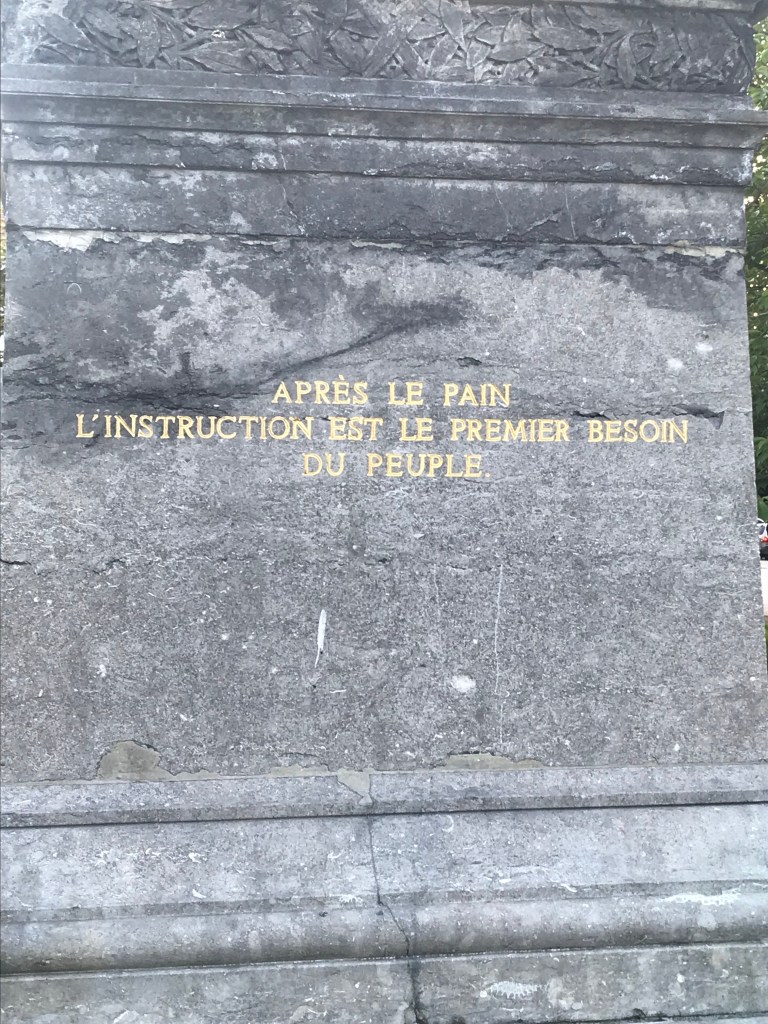 APRÈS LE PAIN
L'INSTRUCTION EST LE PREMIER BESOIN
DU PEUPLE.